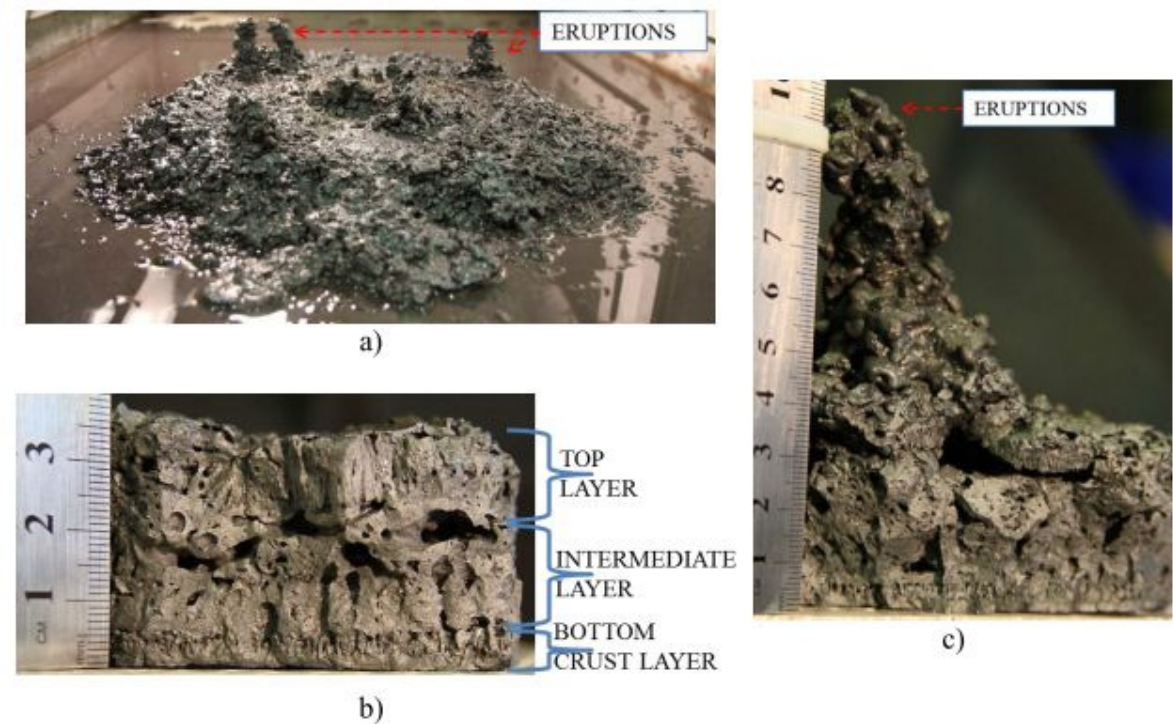 ERUPTIONS
a)
3
2
1
CM
TOP
LAYER
INTERMEDIATE
LAYER
BOTTOM
CRUST LAYER
b)
ERUPTIONS
8
7
6
5
4
3
2
1
c)